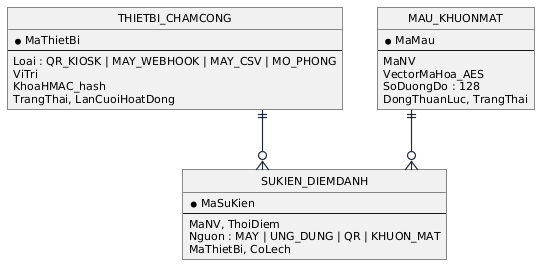 THIETBI_CHAMCONG
MaThietBi
Loai : QR_KIOSK | MAY_WEBHOOK | MAY_CSV | MO_PHONG
ViTri
KhoaHMAC_hash
TrangThai, LanCuoiHoatDong
MAU_KHUONMAT
MaMau
MaNV
VectorMaHoa_AES
SoDuongDo : 128
DongThuanLuc, TrangThai
SUKIEN_DIEMDANH
MaSuKien
MaNV, ThoiDiem
Nguon : MAY | UNG_DUNG | QR | KHUON_MAT
MaThietBi, CoLech